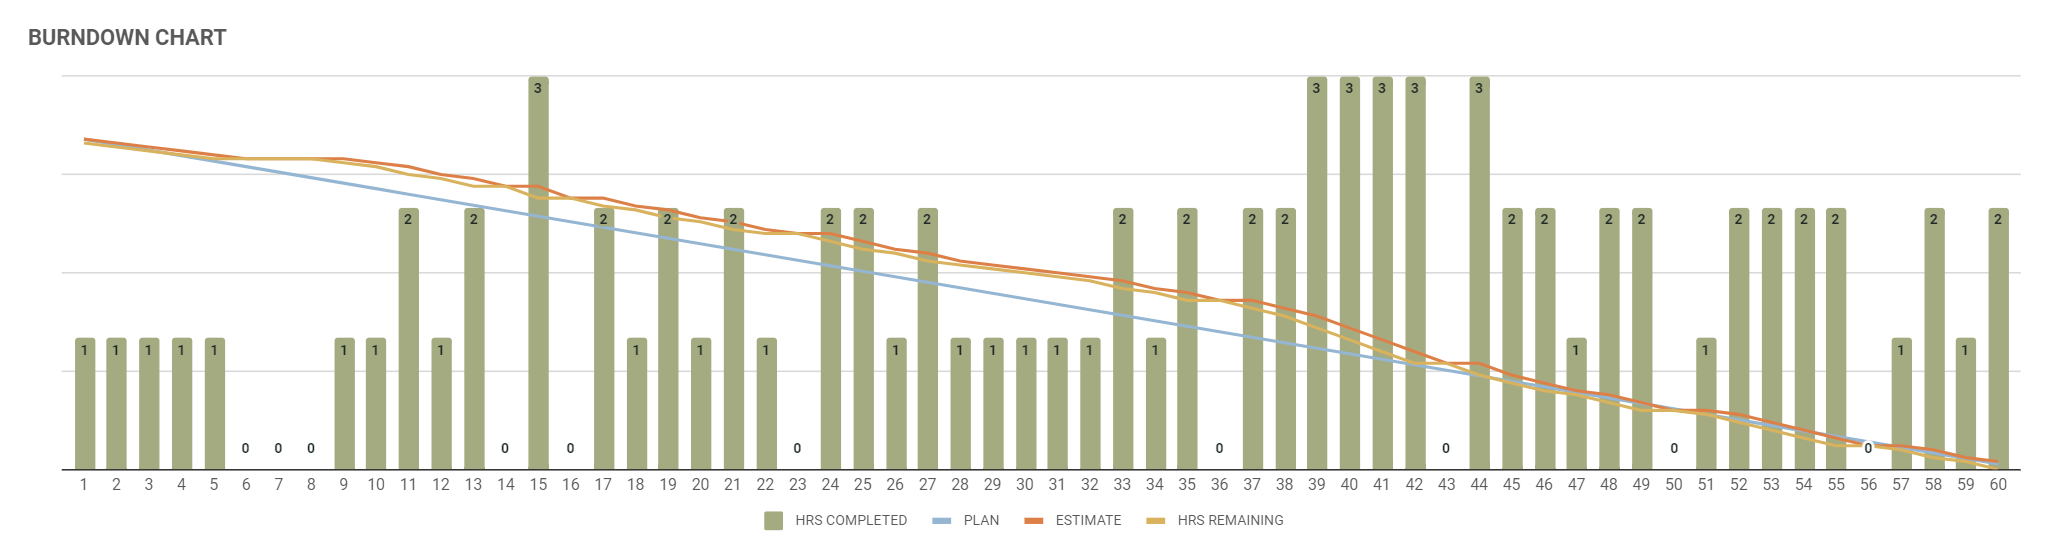 BURNDOWN CHART
3 3 3 3 3 3
2 2 2 2 2 2 2 2 2 2 2 2 2 2 2 2 2 2 2 2 2 2 2
1 1 1 1 1 1 1 1 1 1 1 1 1 1 1 1 1 1 1 1 1 1
0 0 0 0 0 0 0 0 0 0
1 2 3 4 5 6 7 8 9 10 11 12 13 14 15 16 17 18 19 20 21 22 23 24 25 26 27 28 29 30 31 32 33 34 35 36 37 38 39 40 41 42 43 44 45 46 47 48 49 50 51 52 53 54 55 56 57 58 59 60
HRS COMPLETED PLAN ESTIMATE HRS REMAINING